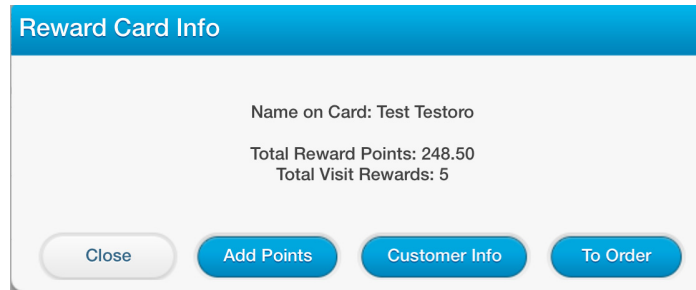 Reward Card Info
Name on Card: Test Testoro
Total Reward Points: 248.50
Total Visit Rewards: 5
Close
Add Points
Customer Info
To Order